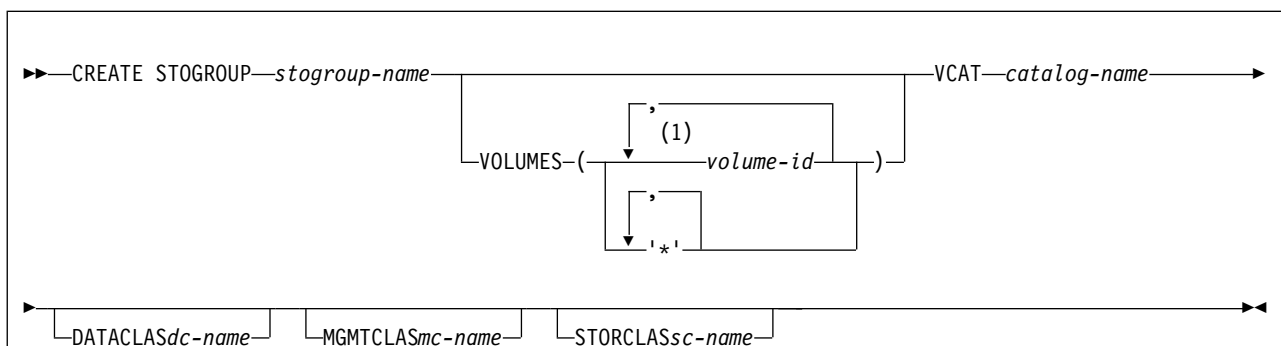 CREATE STOGROUP stogroup-name VCAT catalog-name
,
(1)
VOLUMES ( volume-id )
,
'*'
DATACLASdc-name MGMTCLASmc-name STORCLASsc-name